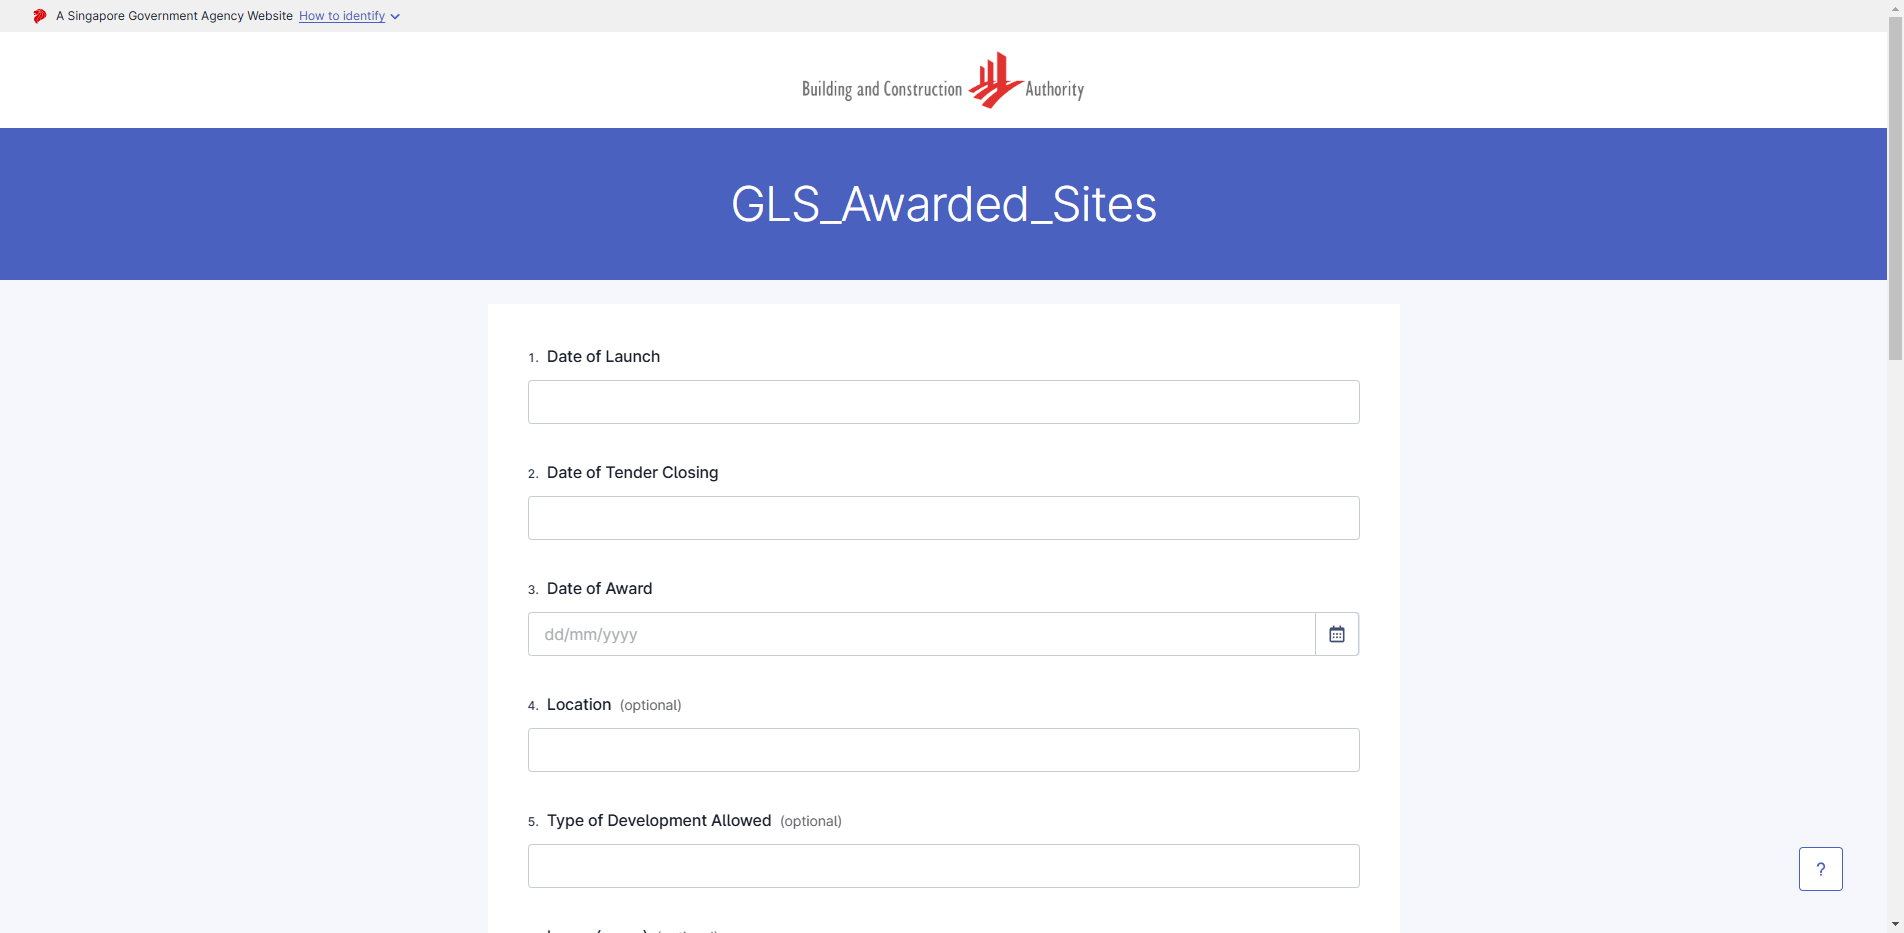 A Singapore Government Agency Website How to identify
Building and Construction Authority
GLS_Awarded_Sites
1. Date of Launch
2. Date of Tender Closing
3. Date of Award
dd/mm/yyyy
4. Location (optional)
5. Type of Development Allowed (optional)
?